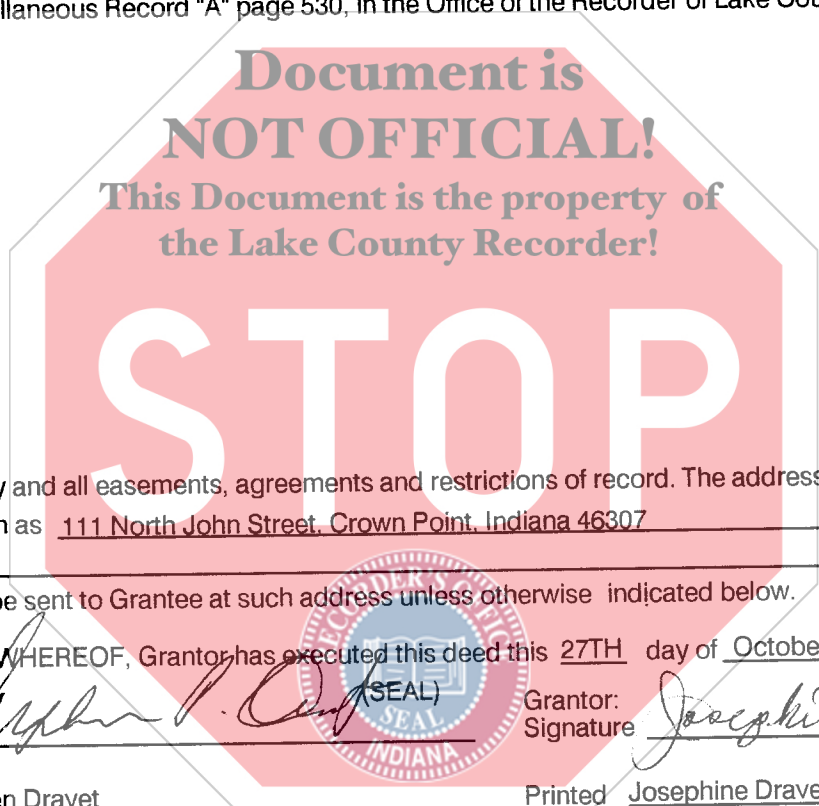 llaneous Record "A" page 530, in the Office of the Recorder of Lake Cou
Document is
NOT OFFICIAL!
This Document is the property of
the Lake County Recorder!
STOP
y and all easements, agreements and restrictions of record. The address
n as 111 North John Street, Crown Point, Indiana 46307
be sent to Grantee at such address unless otherwise indicated below.
WHEREOF, Grantor has executed this deed this 27TH day of Octobe
(SEAL)
Grantor:
Signature Josephi
RECORDER'S OFFIC
SEAL
INDIANA
en Dravet
Printed Josephine Drave